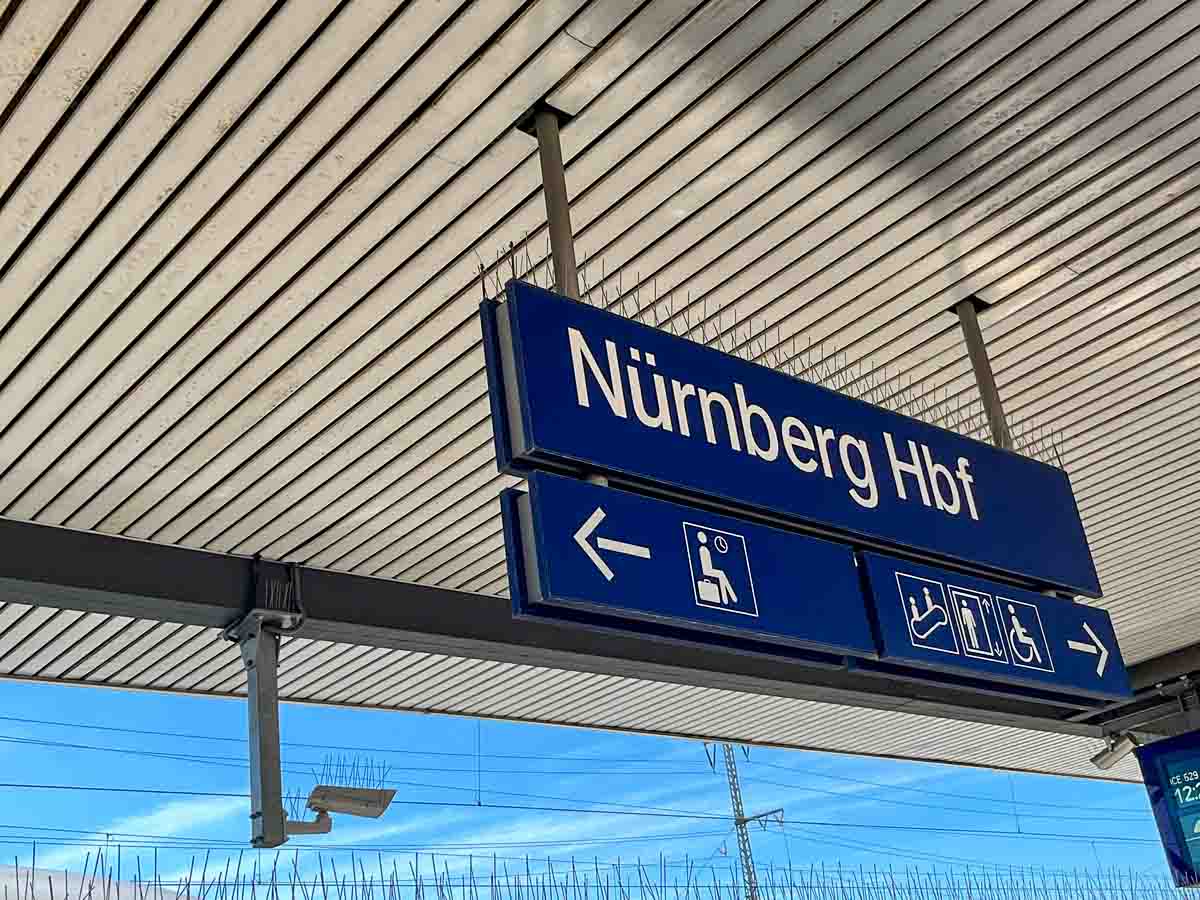 Nürnberg Hbf
ICE 629